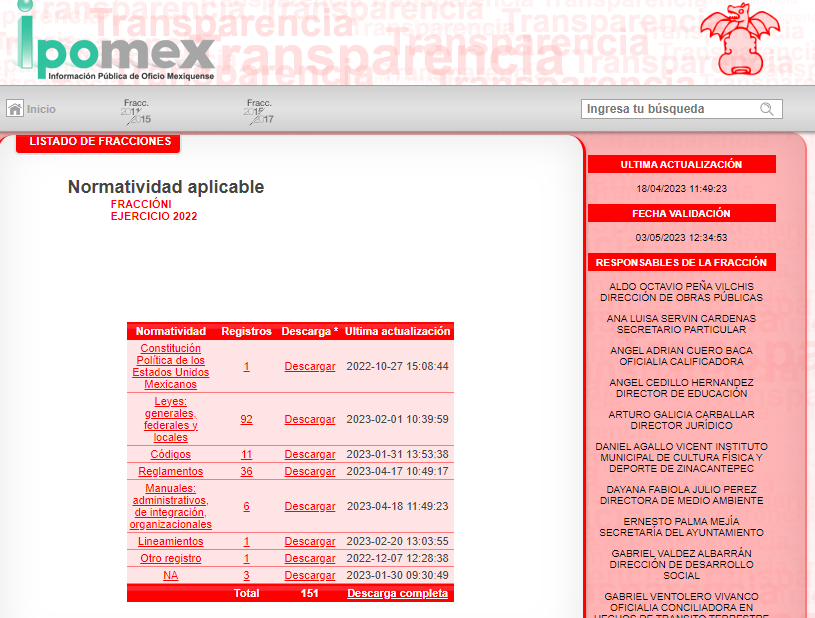 Transparencia
ipomex
Información Pública de Oficio Mexiquense
Inicio
Fracc.
2015
Fracc.
2017
Ingresa tu búsqueda
LISTADO DE FRACCIONES
Normatividad aplicable
FRACCIÓNI
EJERCICIO 2022
Normatividad Registros Descarga * Ultima actualización
Constitución
Política de los
Estados Unidos
Mexicanos
1 Descargar 2022-10-27 15:08:44
Leyes:
generales,
federales y
locales
92 Descargar 2023-02-01 10:39:59
Códigos 11 Descargar 2023-01-31 13:53:38
Reglamentos 36 Descargar 2023-04-17 10:49:17
Manuales:
administrativos,
de integración,
organizacionales
6 Descargar 2023-04-18 11:49:23
Lineamientos 1 Descargar 2023-02-20 13:03:55
Otro registro 1 Descargar 2022-12-07 12:28:38
NA 3 Descargar 2023-01-30 09:30:49
Total 151 Descarga completa
ULTIMA ACTUALIZACIÓN
18/04/2023 11:49:23
FECHA VALIDACIÓN
03/05/2023 12:34:53
RESPONSABLES DE LA FRACCIÓN
ALDO OCTAVIO PEÑA VILCHIS
DIRECCIÓN DE OBRAS PÚBLICAS
ANA LUISA SERVIN CARDENAS
SECRETARIO PARTICULAR
ANGEL ADRIAN CUERO BACA
OFICIALIA CALIFICADORA
ANGEL CEDILLO HERNANDEZ
DIRECTOR DE EDUCACIÓN
ARTURO GALICIA CARBALLAR
DIRECTOR JURÍDICO
DANIEL AGALLO VICENT INSTITUTO
MUNICIPAL DE CULTURA FÍSICA Y
DEPORTE DE ZINACANTEPEC
DAYANA FABIOLA JULIO PEREZ
DIRECTORA DE MEDIO AMBIENTE
ERNESTO PALMA MEJÍA
SECRETARÍA DEL AYUNTAMIENTO
GABRIEL VALDEZ ALBARRÁN
DIRECCIÓN DE DESARROLLO
SOCIAL
GABRIEL VENTOLERO VIVANCO
OFICIALIA CONCILIADORA EN
HECHOS DE TRANSITO TERRESTRE